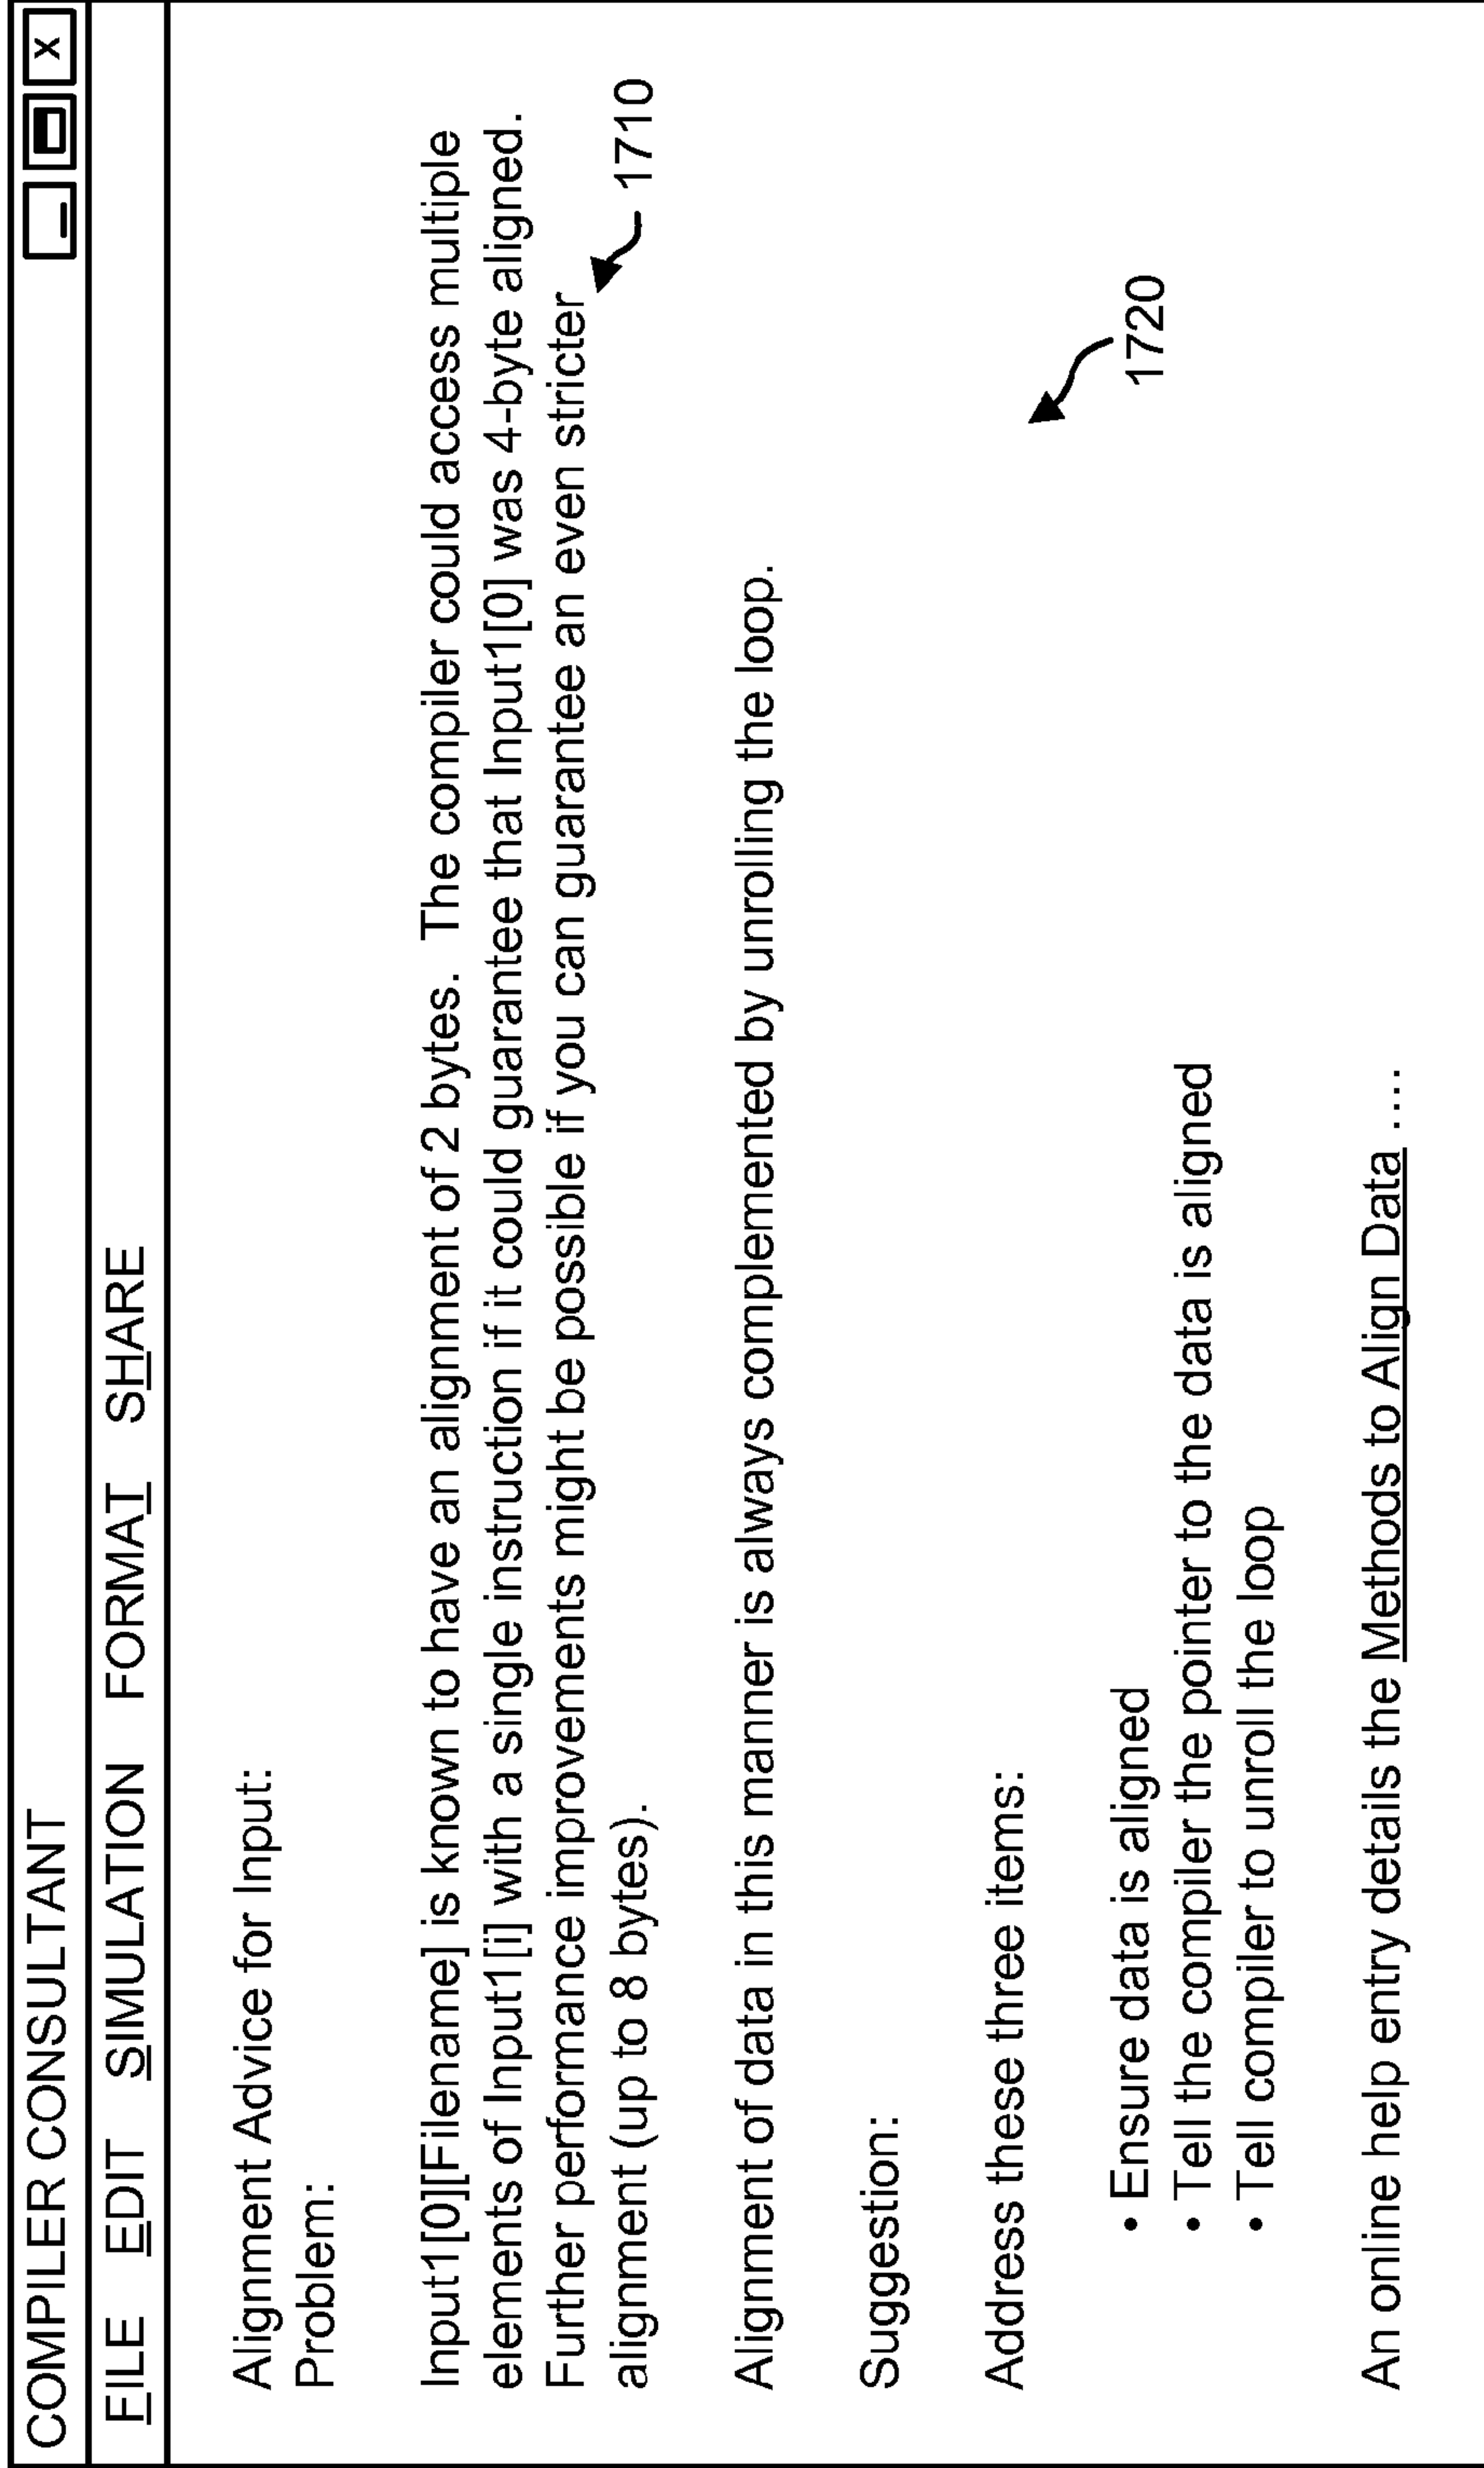 COMPILER CONSULTANT
FILE EDIT SIMULATION FORMAT SHARE
Alignment Advice for Input:
Problem:
Input1[0][Filename] is known to have an alignment of 2 bytes. The compiler could access multiple
elements of Input1[i] with a single instruction if it could guarantee that Input1[0] was 4-byte aligned.
Further performance improvements might be possible if you can guarantee an even stricter
alignment (up to 8 bytes).
1710
Alignment of data in this manner is always complemented by unrolling the loop.
Suggestion:
Address these three items:
1720
• Ensure data is aligned
• Tell the compiler the pointer to the data is aligned
• Tell compiler to unroll the loop
An online help entry details the Methods to Align Data ....